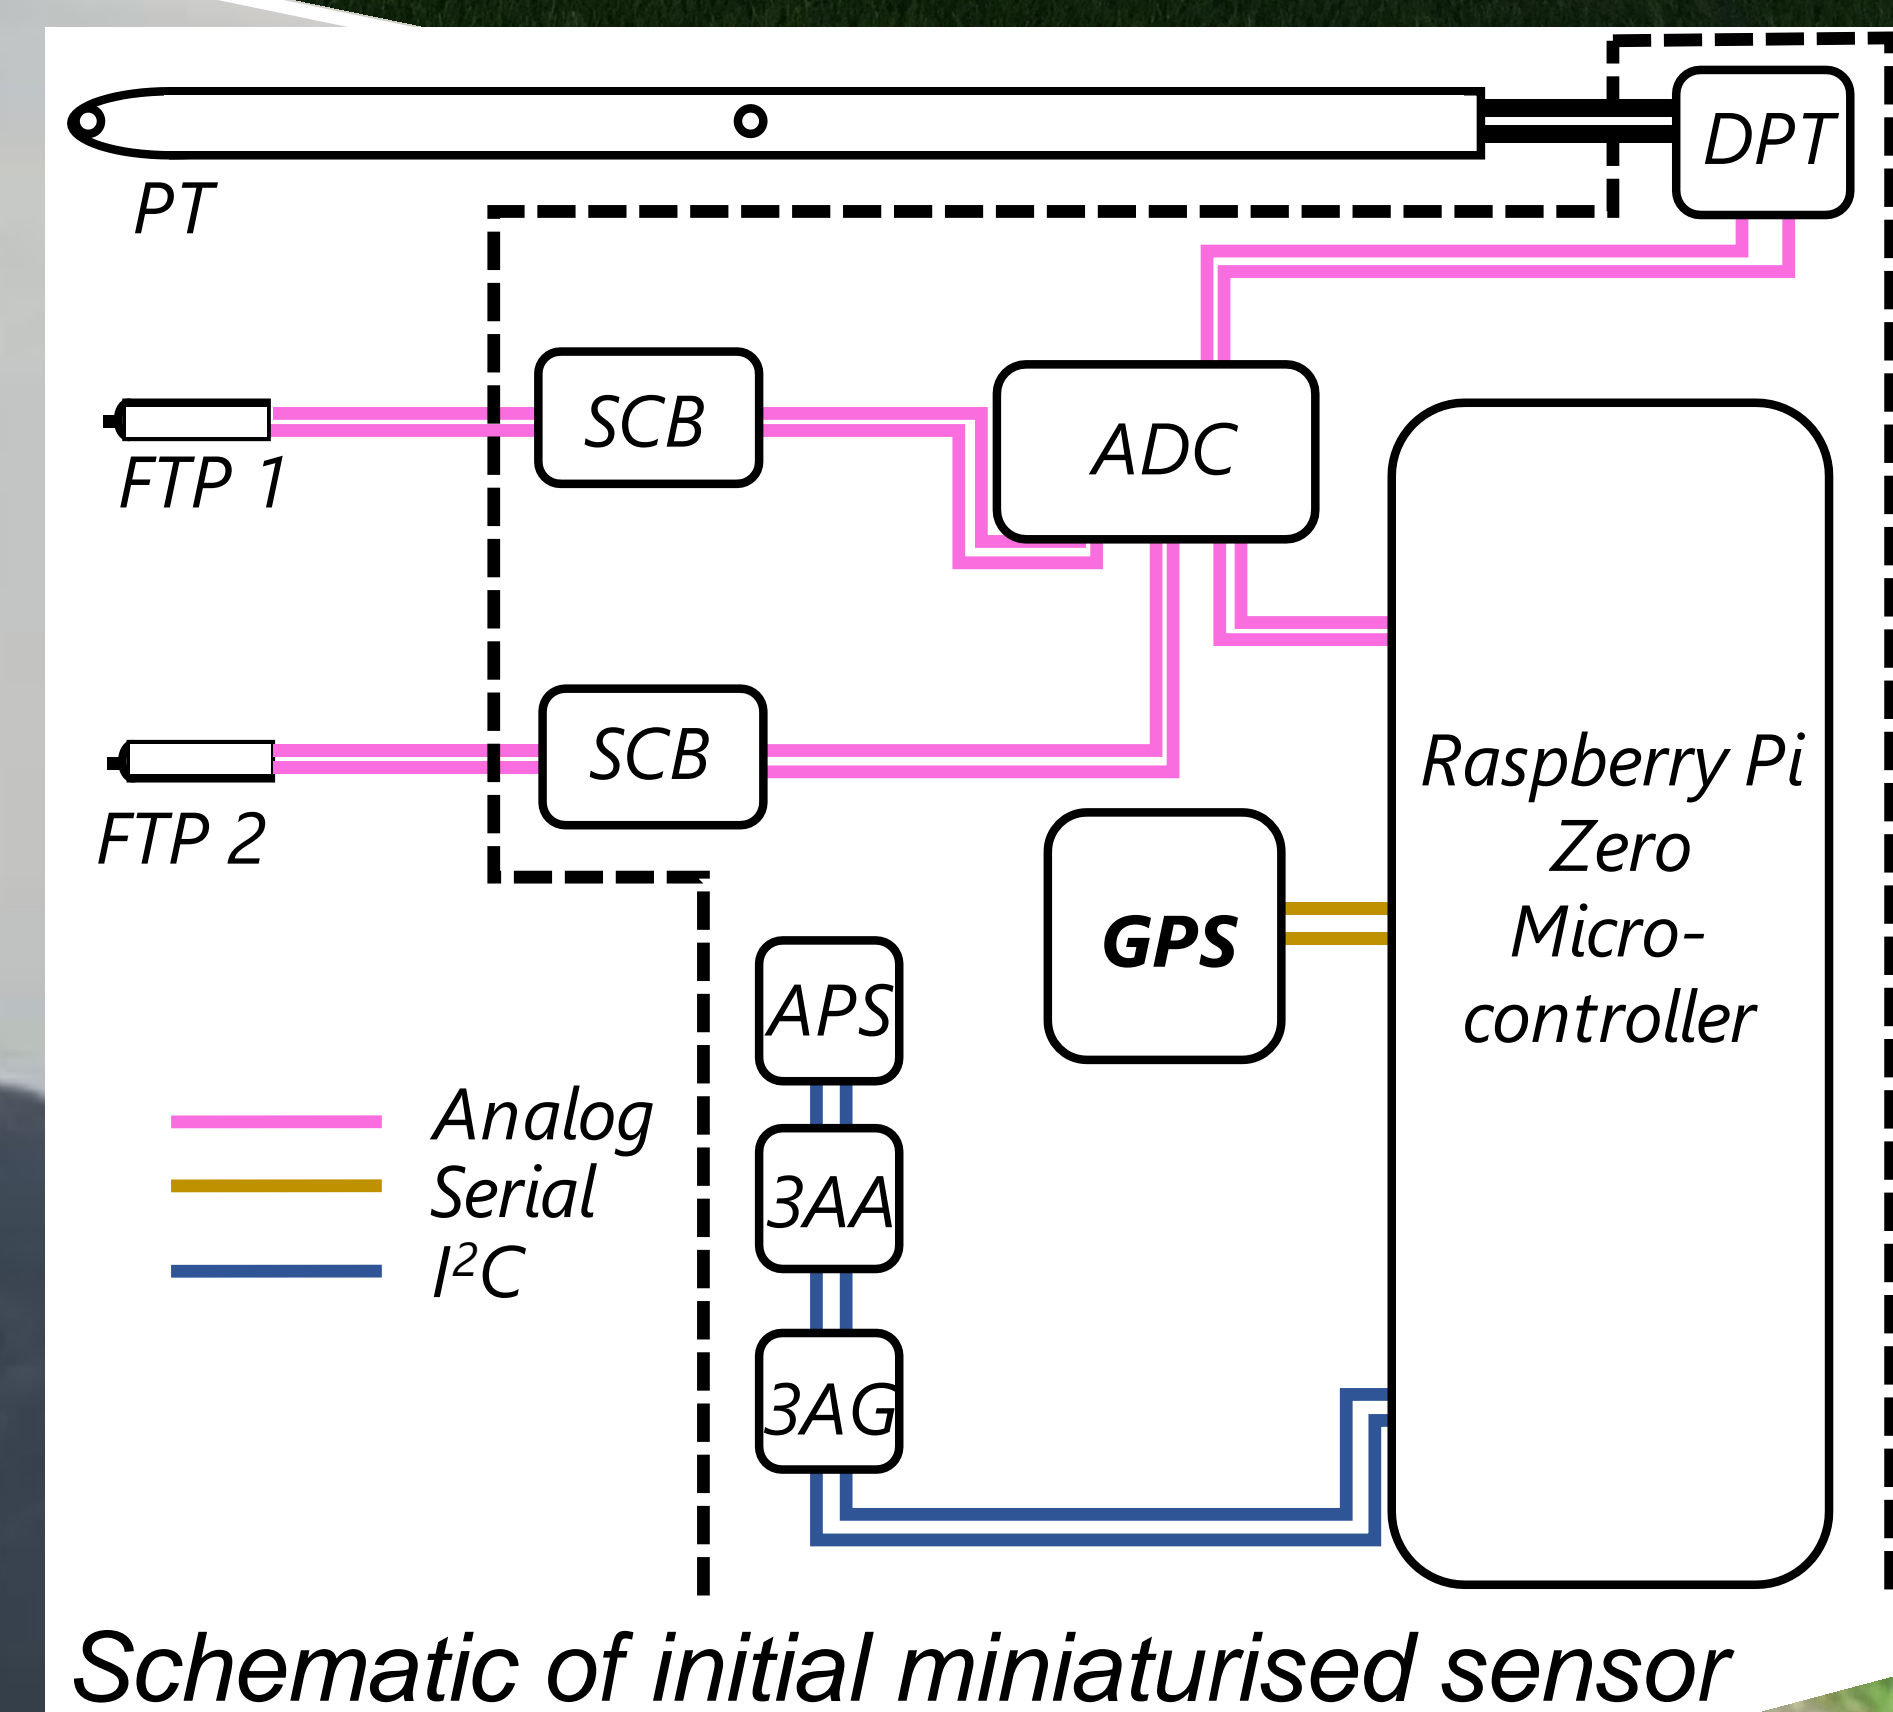 PT
DPT
FTP 1
SCB
ADC
FTP 2
SCB
Raspberry Pi
Zero
Micro-
controller
GPS
APS
3AA
3AG
Analog
Serial
I²C
Schematic of initial miniaturised sensor